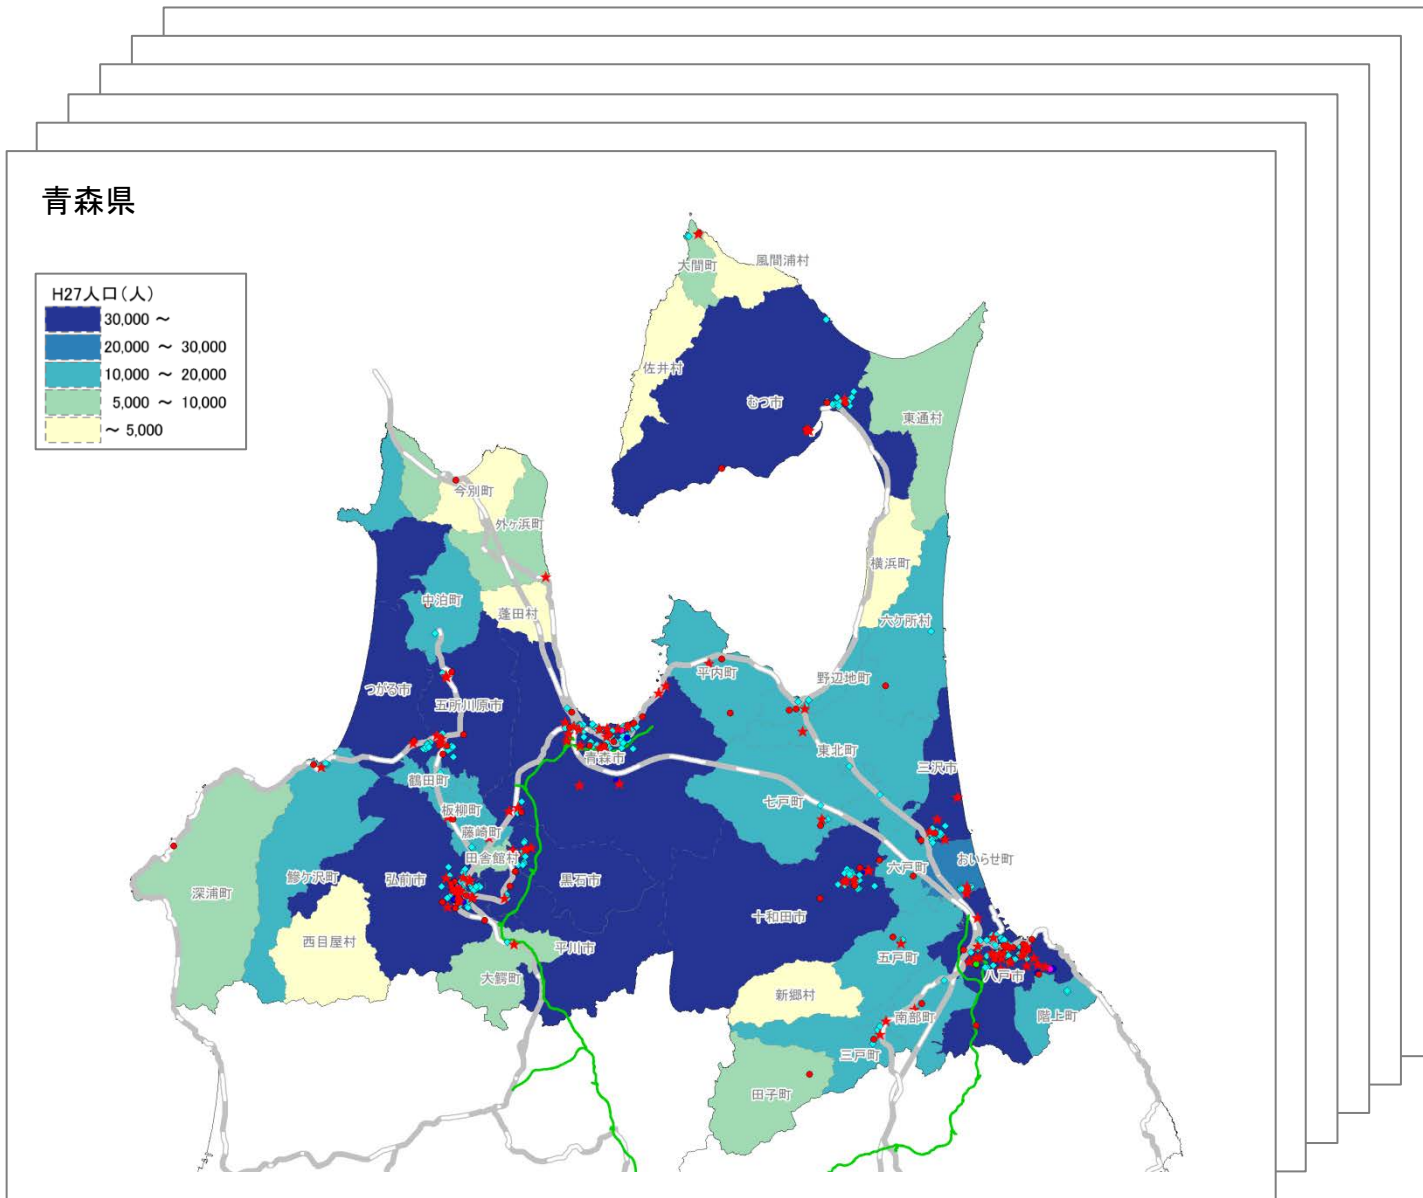 青森県
H27人口(人)
30,000 ~
20,000 ~ 30,000
10,000 ~ 20,000
5,000 ~ 10,000
~ 5,000
大間町
風間浦村
佐井村
むつ市
東通村
今別町
外ヶ浜町
横浜町
中泊町
蓬田村
六ケ所村
平内町
野辺地町
つがる市
五所川原市
東北町
青森市
三沢市
鶴田町
七戸町
板柳町
藤崎町
田舎館村
おいらせ町
六戸町
鰺ケ沢町
弘前市
黒石市
深浦町
十和田市
西目屋村
平川市
五戸町
大鰐町
八戸市
新郷村
南部町
階上町
三戸町
田子町